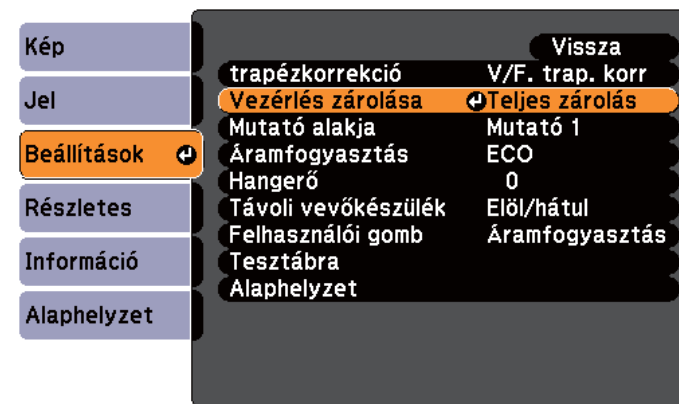 Kép
Jel
Beállítások
Részletes
Információ
Alaphelyzet
Vissza
trapézkorrekció V/F. trap. korr
Vezérlés zárolása Teljes zárolás
Mutató alakja Mutató 1
Áramfogyasztás ECO
Hangerő 0
Távoli vevőkészülék Elöl/hátul
Felhasználói gomb Áramfogyasztás
Tesztábra
Alaphelyzet